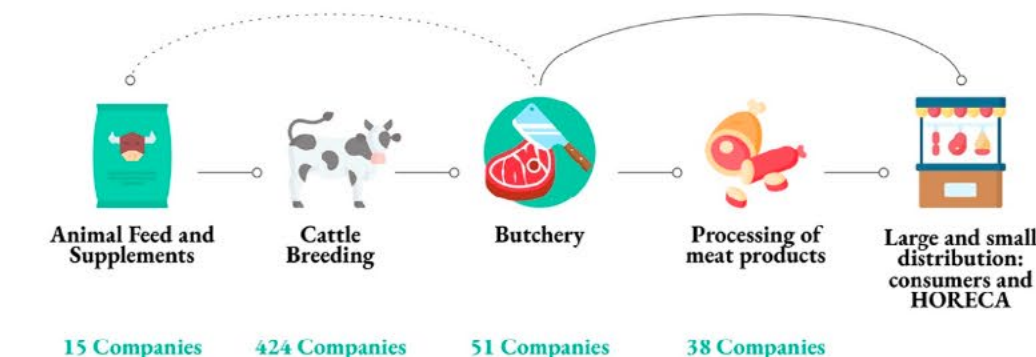 Animal Feed and
Supplements
Cattle
Breeding
Butchery
Processing of
meat products
Large and small
distribution:
consumers and
HORECA
15 Companies
424 Companies
51 Companies
38 Companies